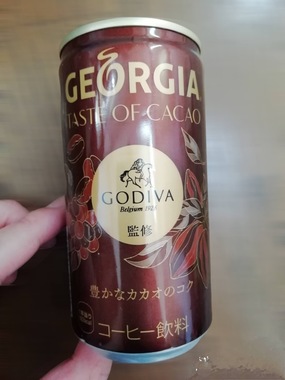 GEORGIA
TASTE OF CACAO
GODIVA
Belgium 1926
監修
豊かなカカオのコク
コーヒー飲料